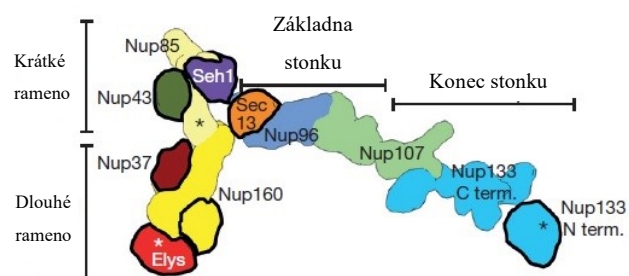 Základna
stonku
Konec stonku
Krátké
rameno
Dlouhé
rameno
Nup85
Seh1
Nup43
*
Sec
13
Nup96
Nup107
Nup37
Nup160
*
Elys
Nup133
C term.
Nup133
* N term.